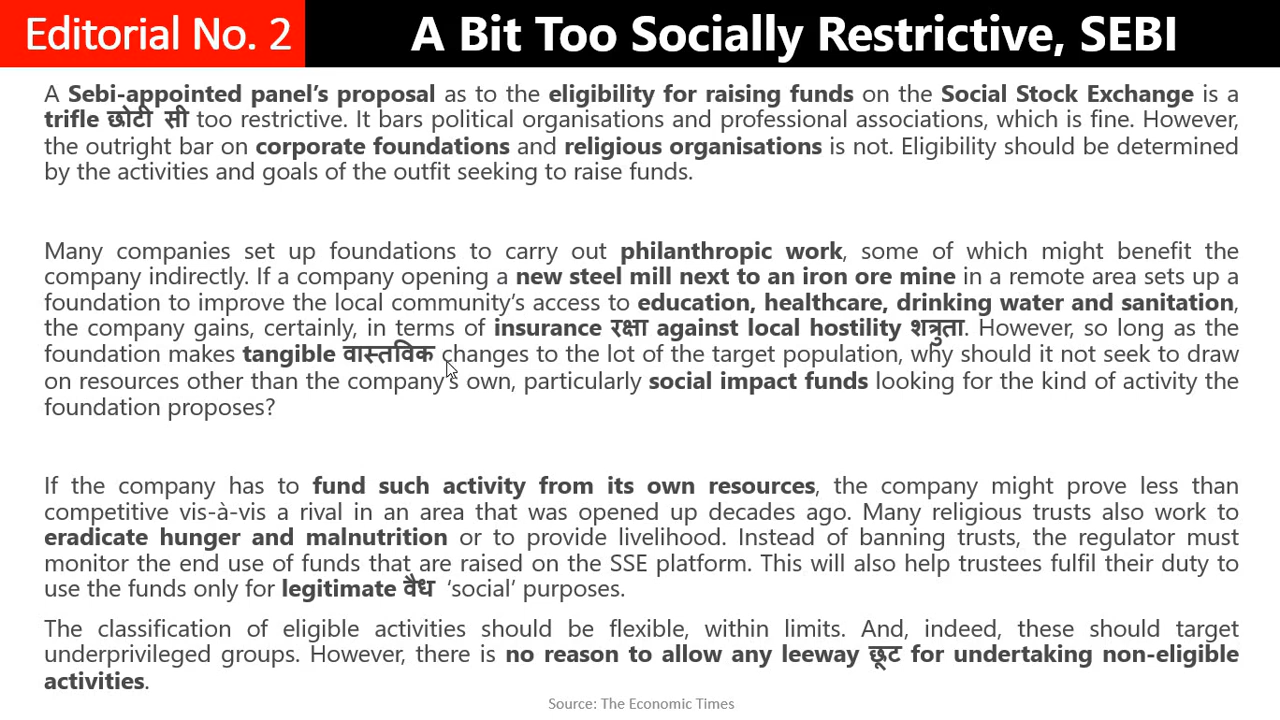 Editorial No. 2
A Bit Too Socially Restrictive, SEBI
A Sebi-appointed panel's proposal as to the eligibility for raising funds on the Social Stock Exchange is a
trifle छोटी सी too restrictive. It bars political organisations and professional associations, which is fine. However,
the outright bar on corporate foundations and religious organisations is not. Eligibility should be determined
by the activities and goals of the outfit seeking to raise funds.
Many companies set up foundations to carry out philanthropic work, some of which might benefit the
company indirectly. If a company opening a new steel mill next to an iron ore mine in a remote area sets up a
foundation to improve the local community's access to education, healthcare, drinking water and sanitation,
the company gains, certainly, in terms of insurance रक्षा against local hostility शत्रुता. However, so long as the
foundation makes tangible वास्तविक changes to the lot of the target population, why should it not seek to draw
on resources other than the company's own, particularly social impact funds looking for the kind of activity the
foundation proposes?
If the company has to fund such activity from its own resources, the company might prove less than
competitive vis-à-vis a rival in an area that was opened up decades ago. Many religious trusts also work to
eradicate hunger and malnutrition or to provide livelihood. Instead of banning trusts, the regulator must
monitor the end use of funds that are raised on the SSE platform. This will also help trustees fulfil their duty to
use the funds only for legitimate वैध 'social' purposes.
The classification of eligible activities should be flexible, within limits. And, indeed, these should target
underprivileged groups. However, there is no reason to allow any leeway छूट for undertaking non-eligible
activities.
Source: The Economic Times